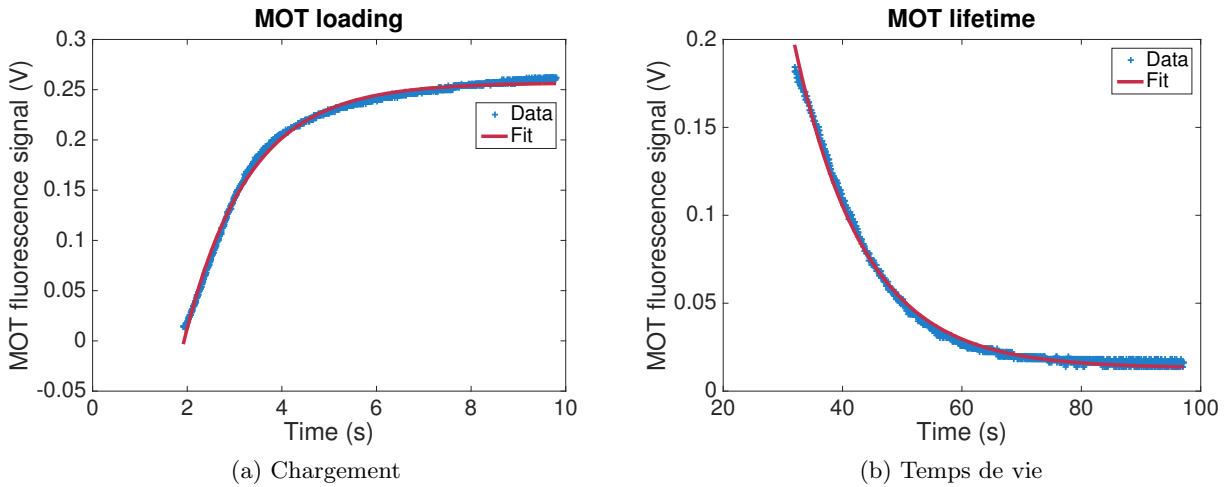 MOT loading
MOT fluorescence signal (V)
0.3
0.25
0.2
0.15
0.1
0.05
0
-0.05
0 2 4 6 8 10
Time (s)
Data
Fit
(a) Chargement
MOT lifetime
MOT fluorescence signal (V)
0.2
0.15
0.1
0.05
0
20 40 60 80 100
Time (s)
Data
Fit
(b) Temps de vie